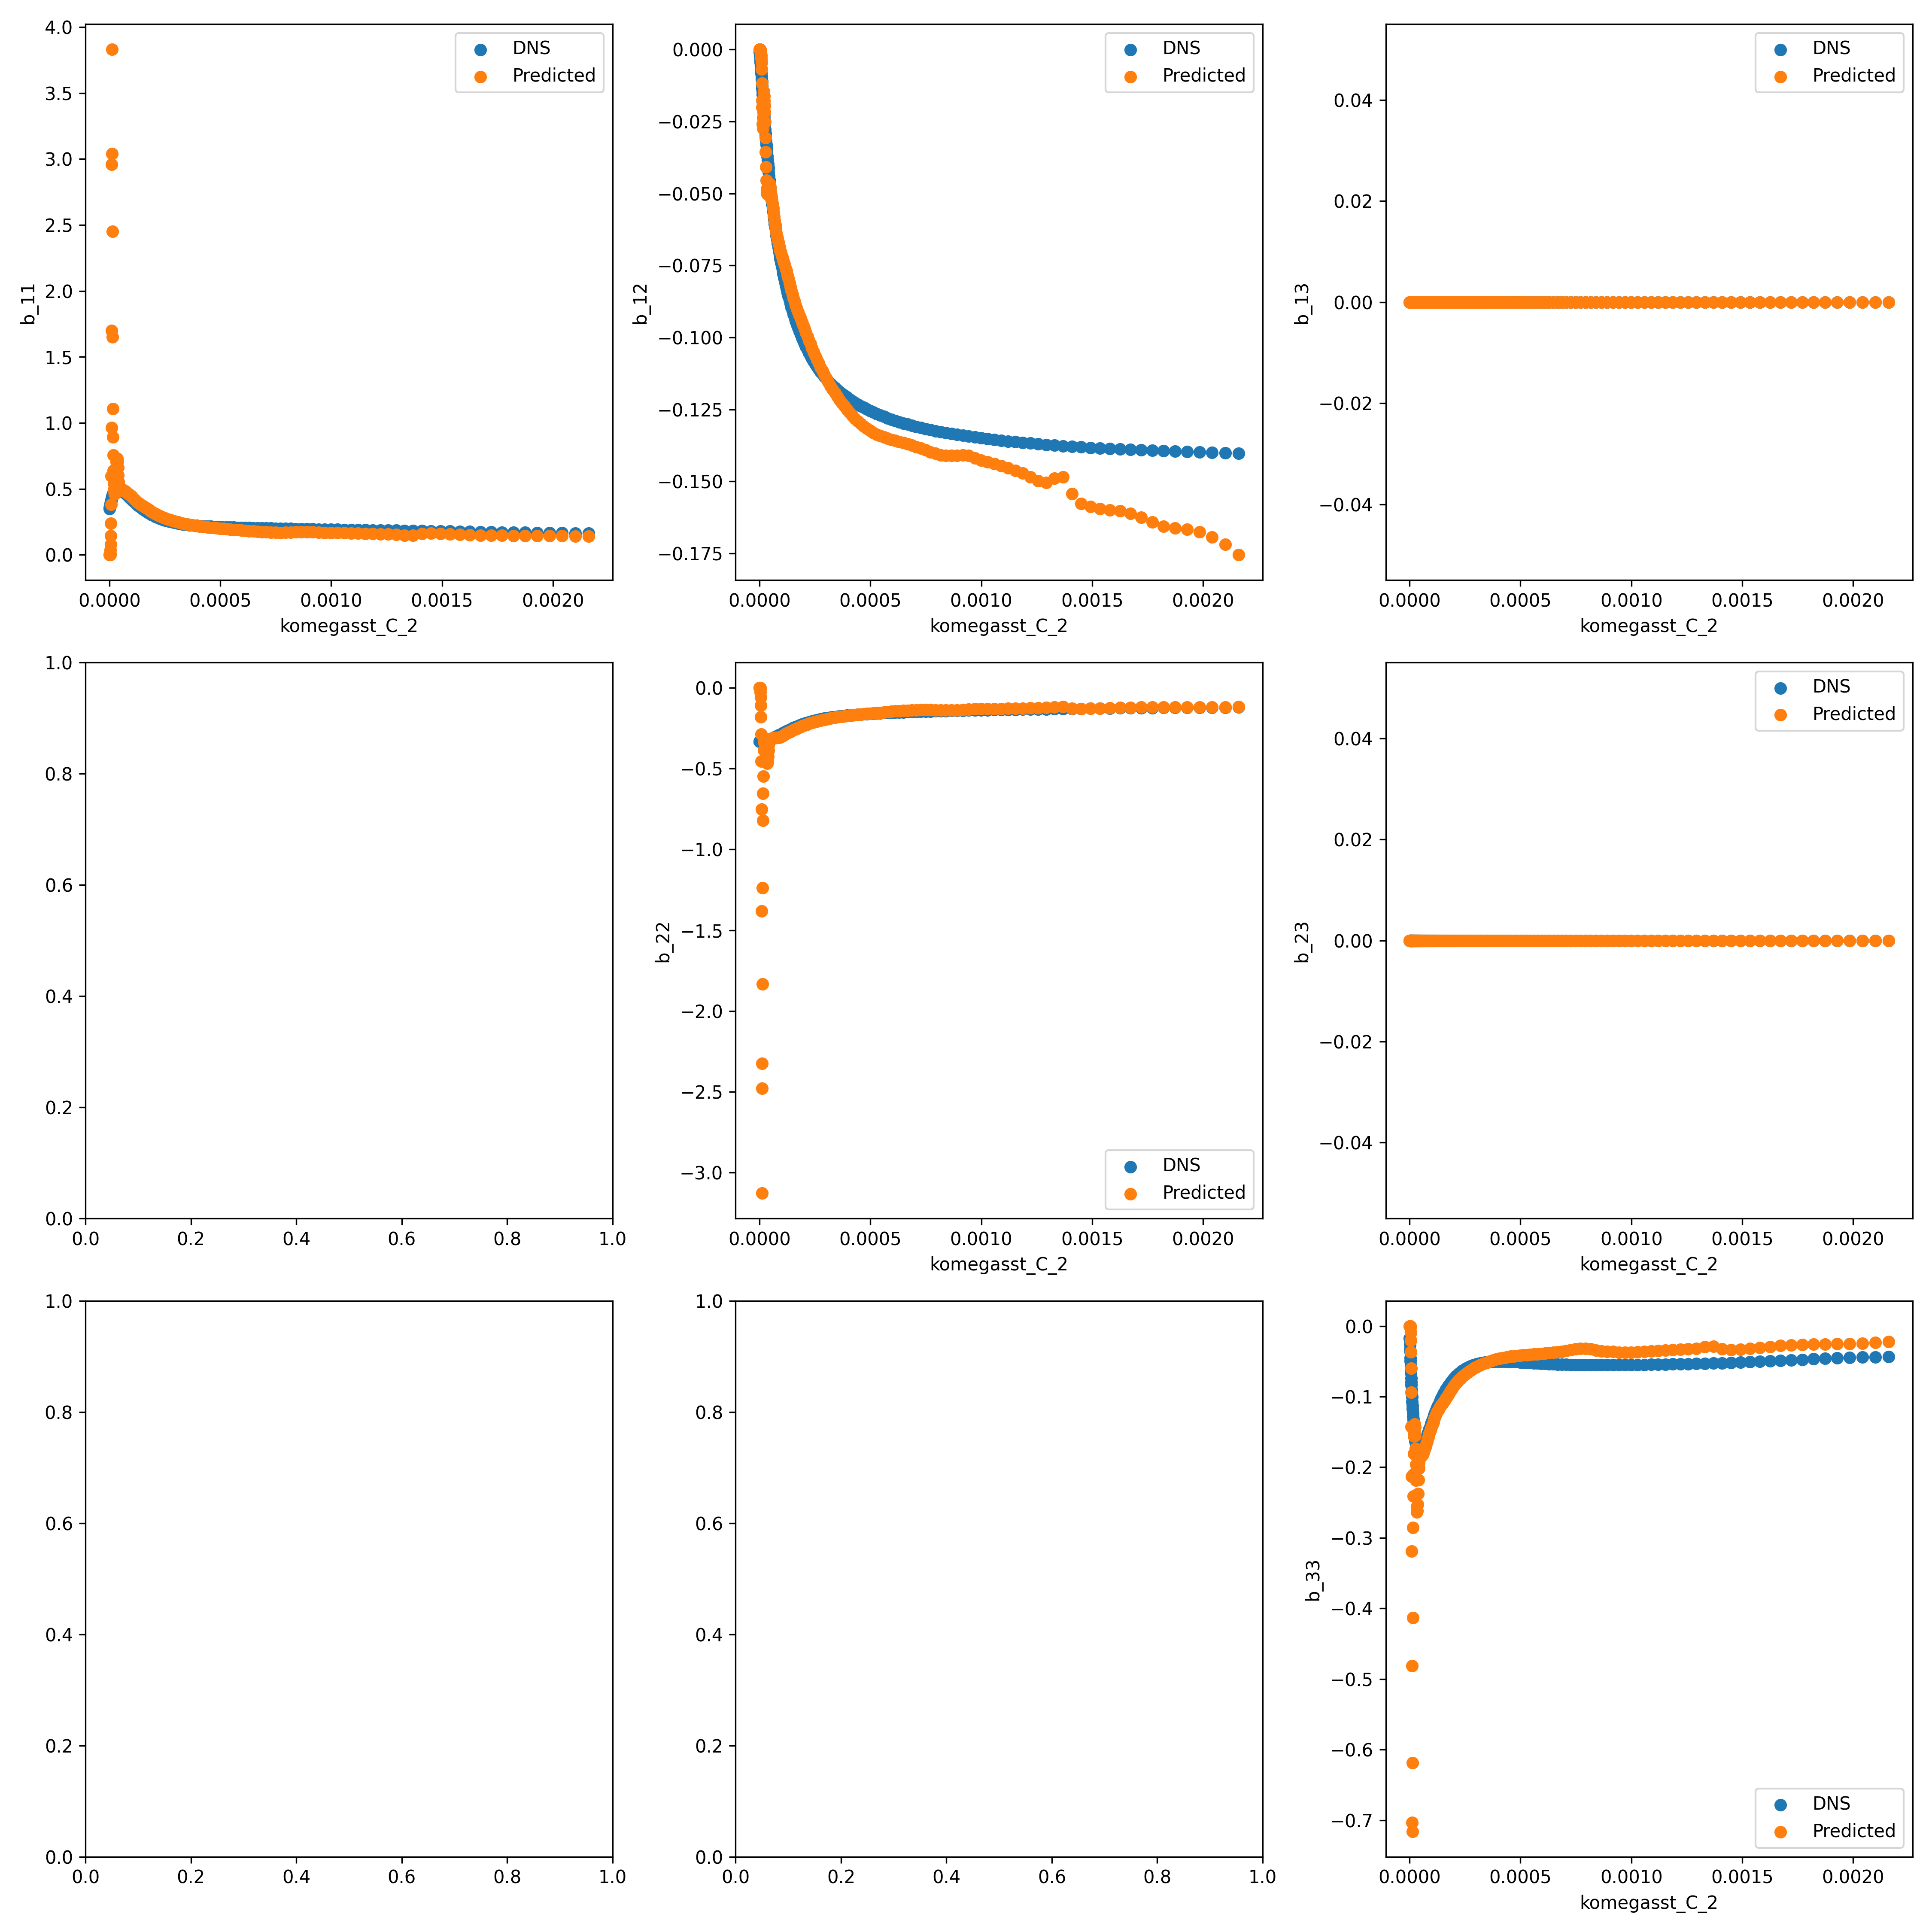 DNS
Predicted
4.0
3.5
3.0
2.5
2.0
1.5
1.0
0.5
0.0
b_11
0.0000 0.0005 0.0010 0.0015 0.0020
komegasst_C_2
DNS
Predicted
0.000
−0.025
−0.050
−0.075
−0.100
−0.125
−0.150
−0.175
b_12
0.0000 0.0005 0.0010 0.0015 0.0020
komegasst_C_2
DNS
Predicted
0.04
0.02
0.00
−0.02
−0.04
b_13
0.0000 0.0005 0.0010 0.0015 0.0020
komegasst_C_2
1.0
0.8
0.6
0.4
0.2
0.0
0.0 0.2 0.4 0.6 0.8 1.0
0.0
−0.5
−1.0
−1.5
−2.0
−2.5
−3.0
b_22
DNS
Predicted
0.0000 0.0005 0.0010 0.0015 0.0020
komegasst_C_2
DNS
Predicted
0.04
0.02
0.00
−0.02
−0.04
b_23
0.0000 0.0005 0.0010 0.0015 0.0020
komegasst_C_2
1.0
0.8
0.6
0.4
0.2
0.0
0.0 0.2 0.4 0.6 0.8 1.0
1.0
0.8
0.6
0.4
0.2
0.0
0.0 0.2 0.4 0.6 0.8 1.0
0.0
−0.1
−0.2
−0.3
−0.4
−0.5
−0.6
−0.7
b_33
DNS
Predicted
0.0000 0.0005 0.0010 0.0015 0.0020
komegasst_C_2